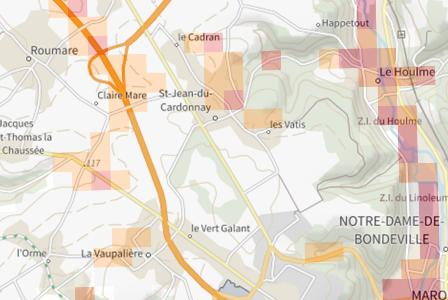 Happetout
le Cadran
Roumare
Le Houlme
Claire Mare
St-Jean-du-
Cardonnay
Jacques
t-Thomas la
Chaussée
les Vatis
Z.I. du Houlme
117
Z.I. du Linoleum
NOTRE-DAME-DE-
BONDEVILLE
le Vert Galant
l'Orme
La Vaupalière
MARO